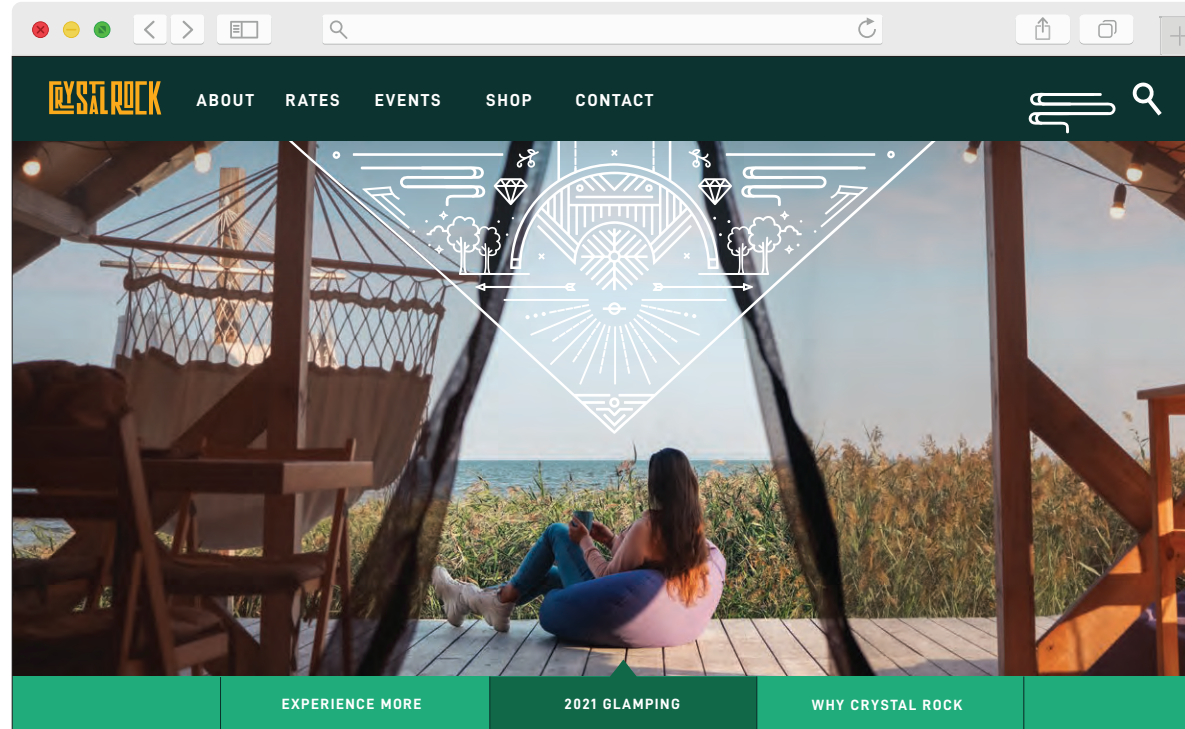 CRYSTAL ROCK
ABOUT RATES EVENTS SHOP CONTACT
EXPERIENCE MORE
2021 GLAMPING
WHY CRYSTAL ROCK